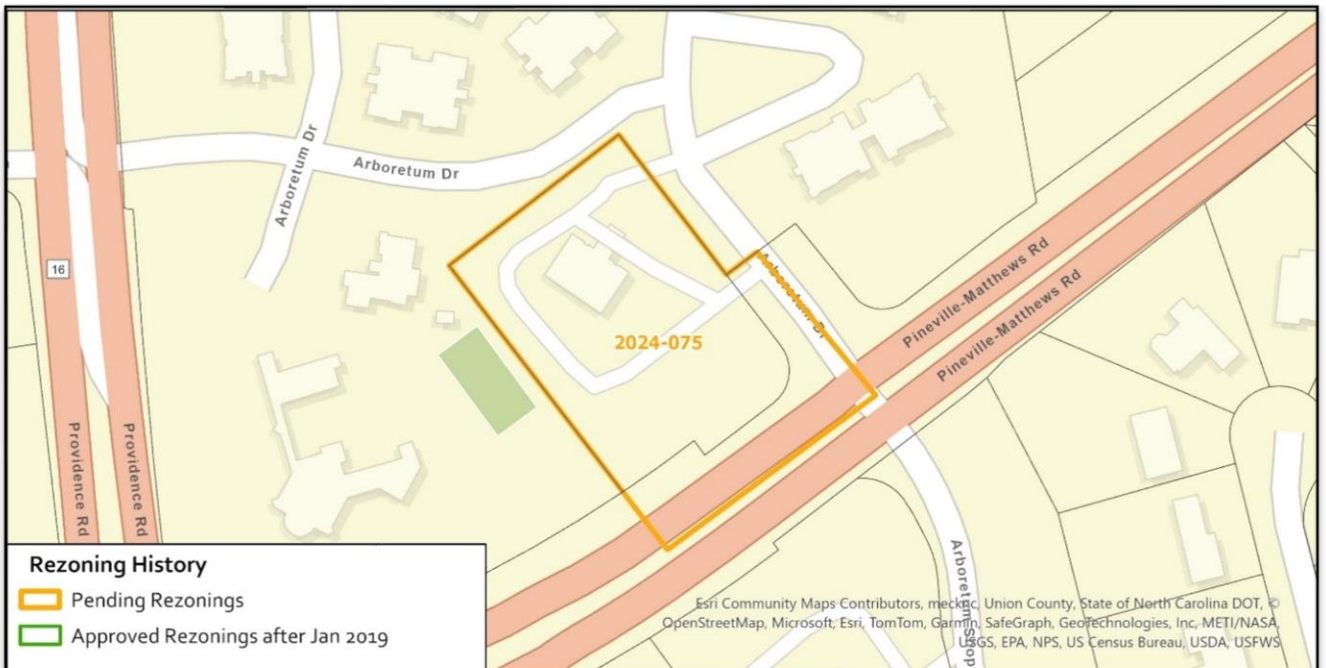 Arboretum Dr
Arboretum Dr
16
Arboretum Dr
Pineville-Matthews Rd
Pineville-Matthews Rd
2024-075
Providence Rd
Providence Rd
Rezoning History
Pending Rezonings
Approved Rezonings after Jan 2019
Esri Community Maps Contributors, Union County, State of North Carolina DOT, ©
OpenStreetMap, Microsoft, Esri, TomTom, Garmin, SafeGraph, GeoTechnologies, Inc, METI/NASA,
USGS, EPA, NPS, US Census Bureau, USDA, USFWS